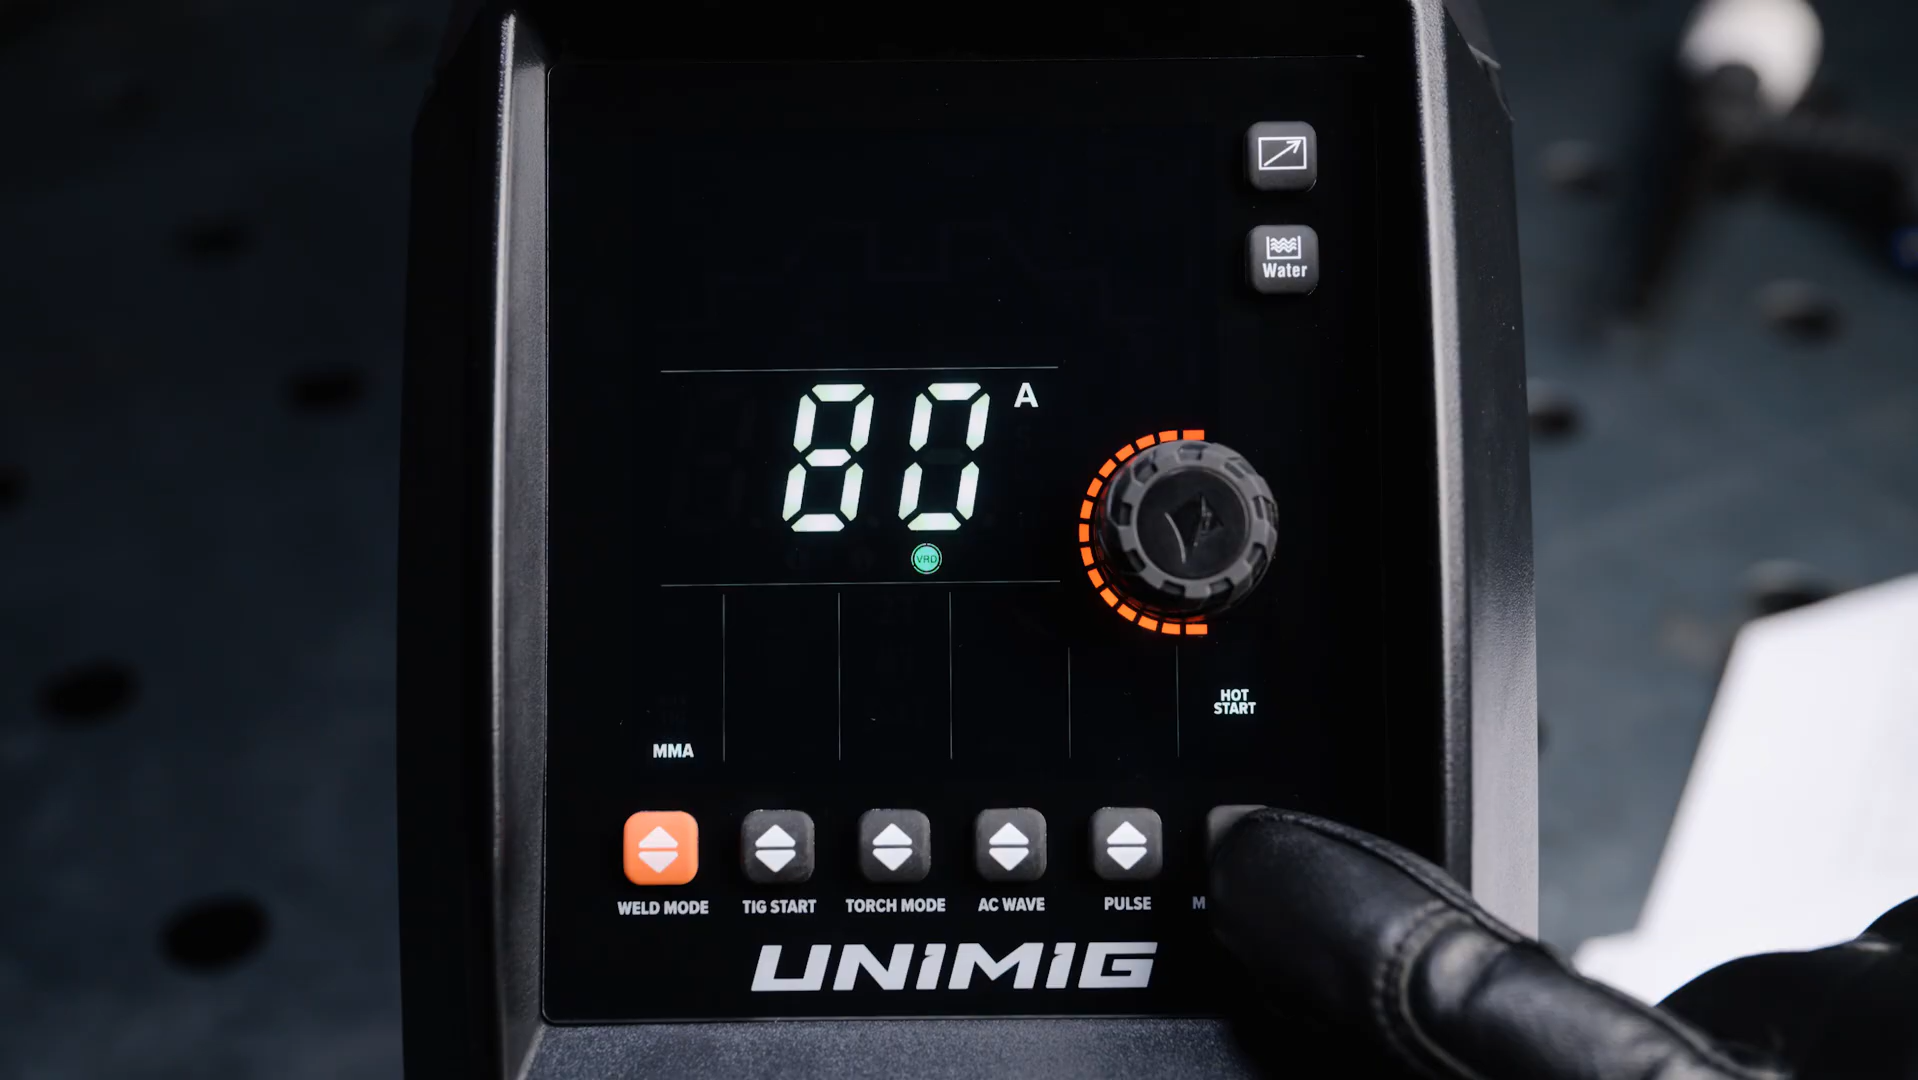 Water
80 A
VRD
HOT
START
MMA
WELD MODE
TIG START
TORCH MODE
AC WAVE
PULSE
M
UNIMIG